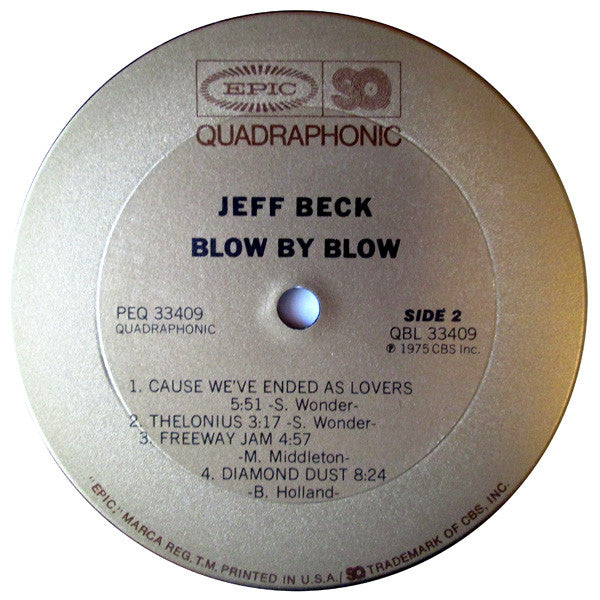 EPIC SQ
QUADRAPHONIC
JEFF BECK
BLOW BY BLOW
PEQ 33409
QUADRAPHONIC
SIDE 2
QBL 33409
℗ 1975 CBS Inc.
1. CAUSE WE'VE ENDED AS LOVERS
5:51 -S. Wonder-
2. THELONIUS 3:17 -S. Wonder-
3. FREEWAY JAM 4:57
-M. Middleton-
4. DIAMOND DUST 8:24
-B. Holland-
"EPIC," MARCA REG. T.M. PRINTED IN U.S.A./ SQ TRADEMARK OF CBS, INC.